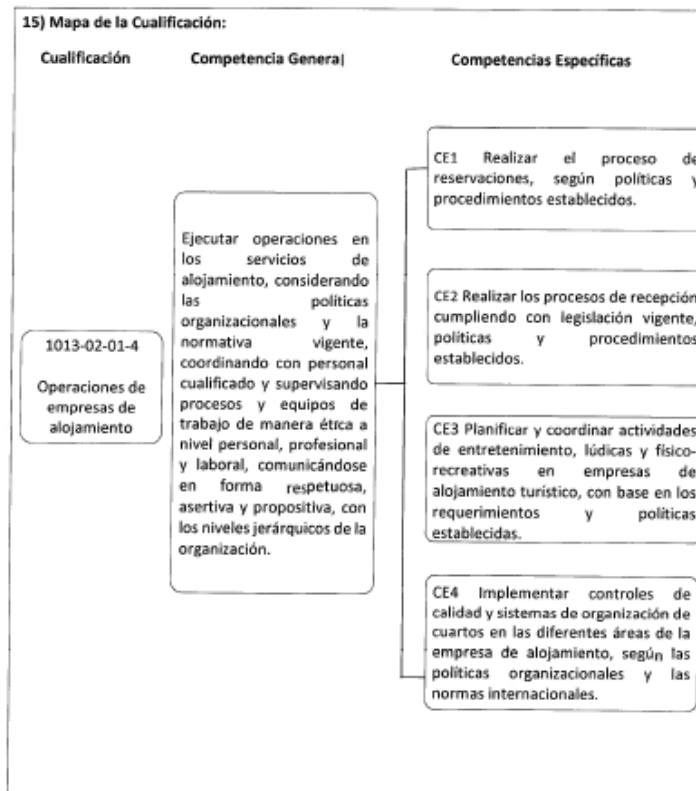 15) Mapa de la Cualificación:
Cualificación Competencia General Competencias Específicas
1013-02-01-4
Operaciones de
empresas de
alojamiento
Ejecutar operaciones en
los servicios de
alojamiento, considerando
las políticas
organizacionales y la
normativa vigente,
coordinando con personal
cualificado y supervisando
procesos y equipos de
trabajo de manera ética a
nivel personal, profesional
y laboral, comunicándose
en forma respetuosa,
asertiva y propositiva, con
los niveles jerárquicos de la
organización.
CE1 Realizar el proceso de
reservaciones, según políticas y
procedimientos establecidos.
CE2 Realizar los procesos de recepción
cumpliendo con legislación vigente,
políticas y procedimientos
establecidos.
CE3 Planificar y coordinar actividades
de entretenimiento, lúdicas y físico-
recreativas en empresas de
alojamiento turístico, con base en los
requerimientos y políticas
establecidas.
CE4 Implementar controles de
calidad y sistemas de organización de
cuartos en las diferentes áreas de la
empresa de alojamiento, según las
políticas organizacionales y las
normas internacionales.